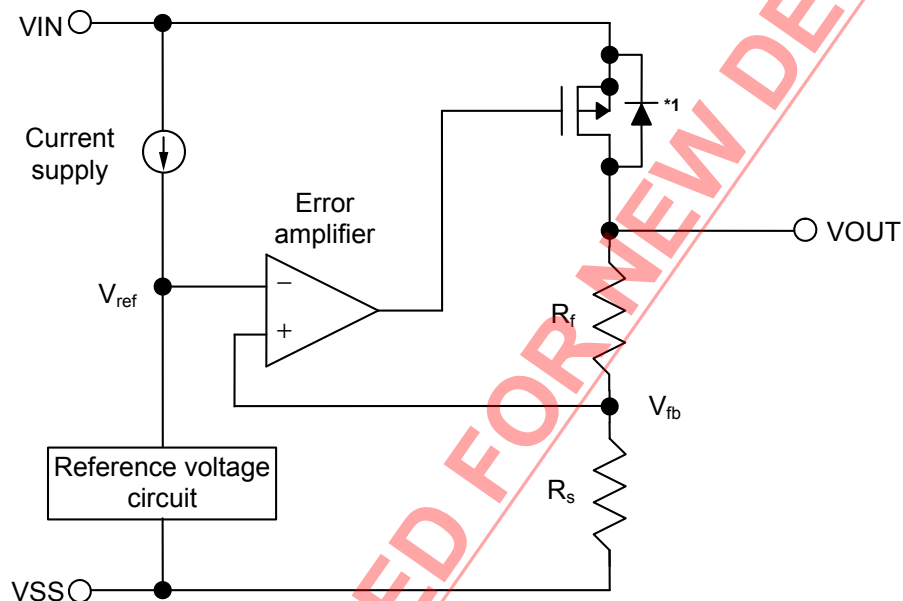 VIN
*1
Current
supply
Error
amplifier
VOUT
Vref
−
+
Rf
Vfb
Reference voltage
circuit
Rs
VSS
ED FOR NEW DE